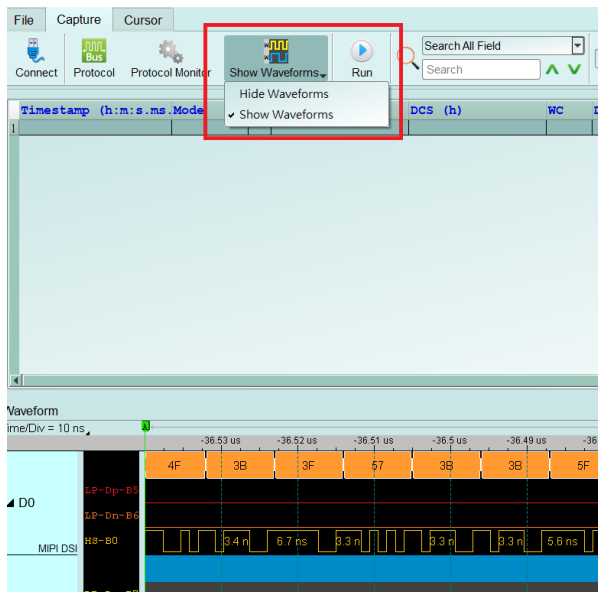 File Capture Cursor
Bus
Connect Protocol Protocol Monitor Show Waveforms Run
Search All Field
Search
Hide Waveforms
✓ Show Waveforms
Timestamp (h:m:s.ms. Mode DCS (h) WC
1
Waveform
ime/Div = 10 ns
A
-36.53 us -36.52 us -36.51 us -36.5 us -36.49 us -36
4F 3B 3F 57 3B 3B 5F
LP-Dp-B5
D0
LP-Dn-B6
HS-B0 3.4 n 6.7 ns 3.3 n 3.3 n 3.3 n 5.6 ns
MIPI DSI